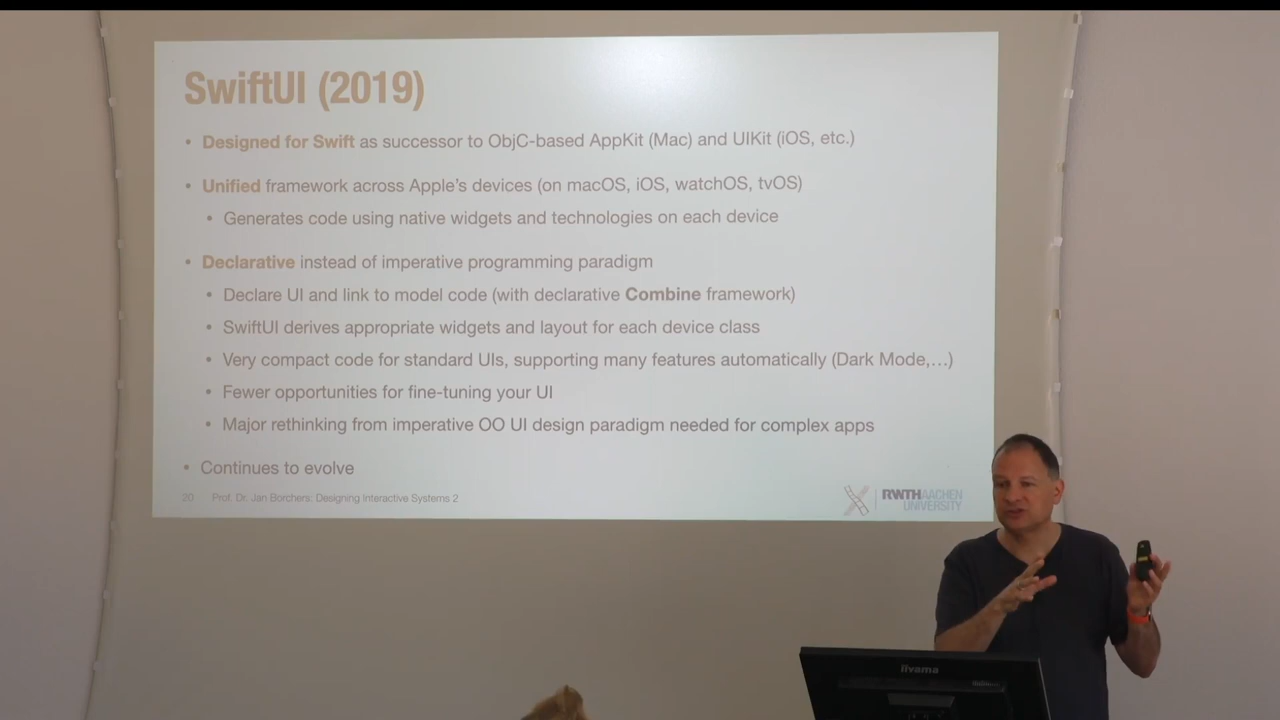 SwiftUI (2019)
• Designed for Swift as successor to ObjC-based AppKit (Mac) and UIKit (iOS, etc.)
• Unified framework across Apple's devices (on macOS, iOS, watchOS, tvOS)
• Generates code using native widgets and technologies on each device
• Declarative instead of imperative programming paradigm
• Declare UI and link to model code (with declarative Combine framework)
• SwiftUI derives appropriate widgets and layout for each device class
• Very compact code for standard UIs, supporting many features automatically (Dark Mode,…)
• Fewer opportunities for fine-tuning your UI
• Major rethinking from imperative OO UI design paradigm needed for complex apps
• Continues to evolve
20 Prof. Dr. Jan Borchers: Designing Interactive Systems 2
RWTHAACHEN
UNIVERSITY
iiyama